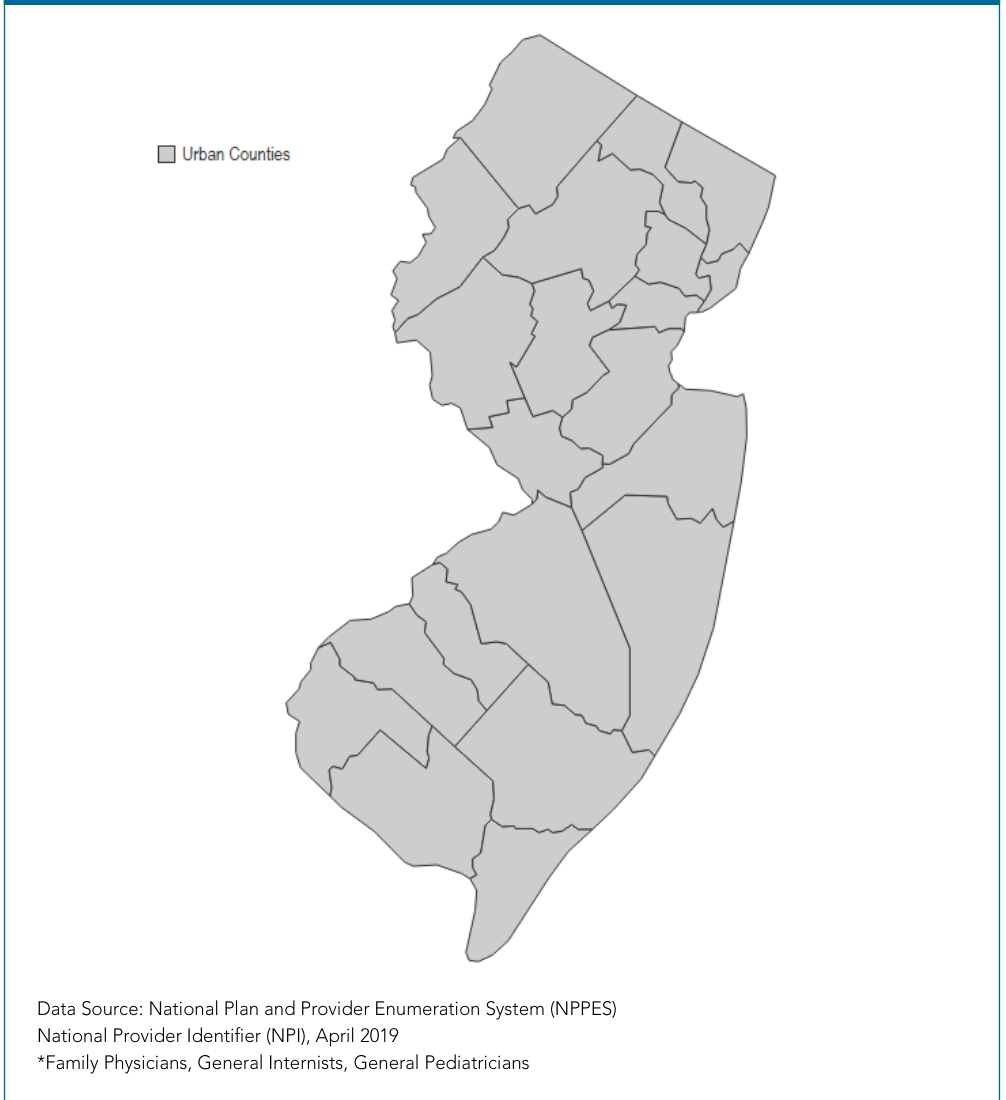 Urban Counties
Data Source: National Plan and Provider Enumeration System (NPPES)
National Provider Identifier (NPI), April 2019
*Family Physicians, General Internists, General Pediatricians